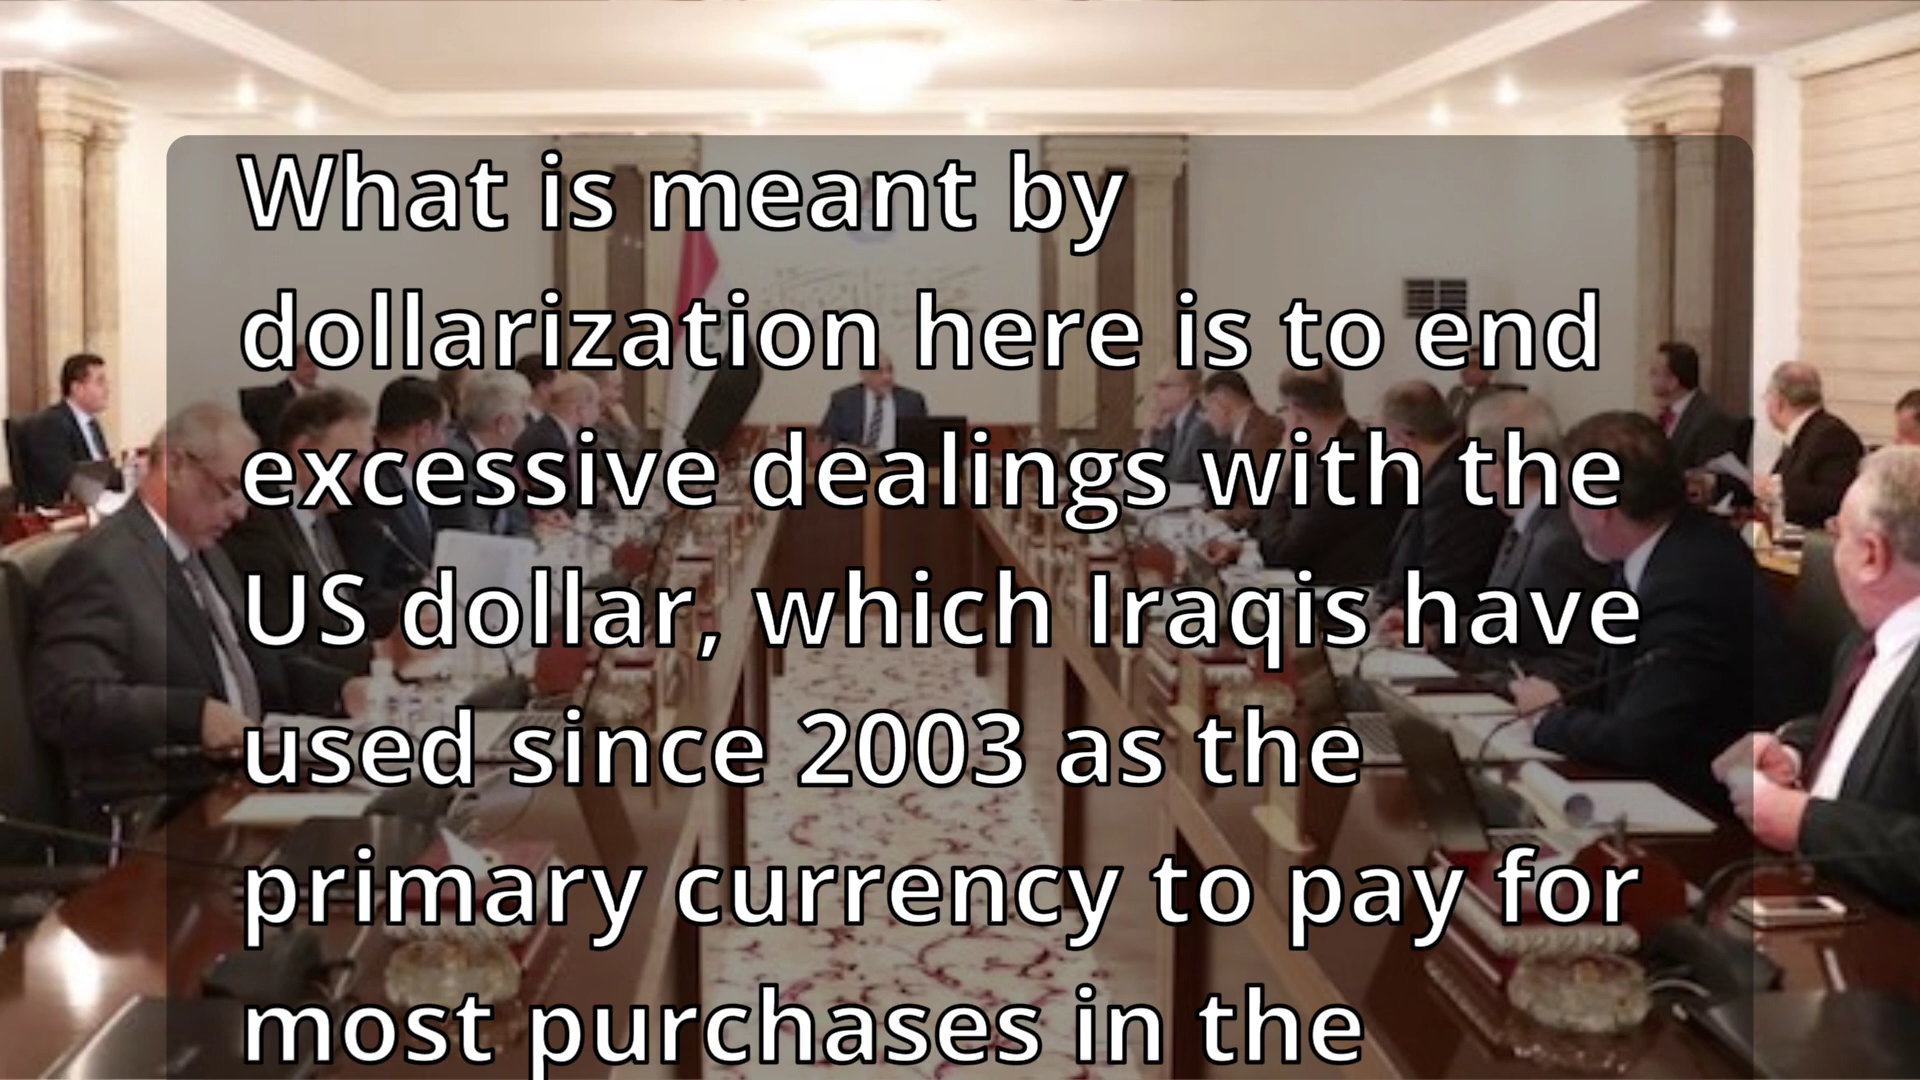 What is meant by
dollarization here is to end
excessive dealings with the
US dollar, which Iraqis have
used since 2003 as the
primary currency to pay for
most purchases in the